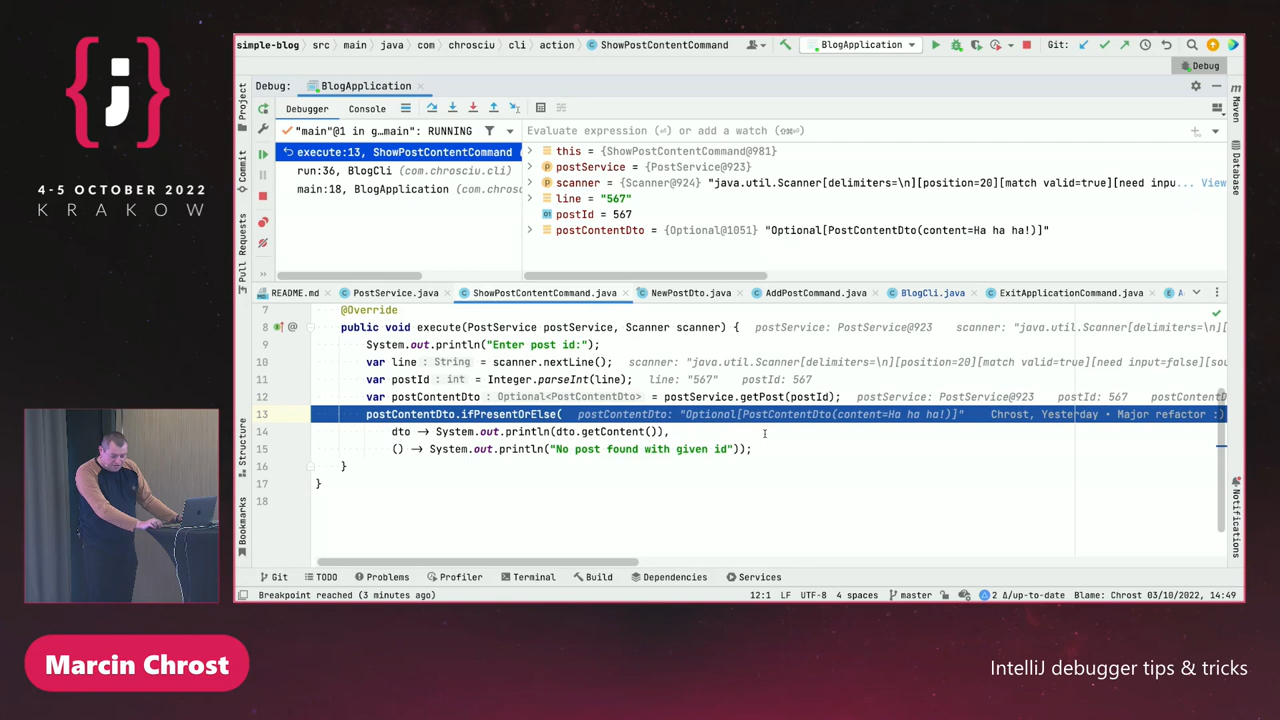 4-5 OCTOBER 2022
KRAKOW
simple-blog src main java com chrosciu cli action ShowPostContentCommand BlogApplication Git:
Debug
Debug: BlogApplication
Debugger Console
"main"@1 in g…main": RUNNING Evaluate expression (⏎) or add a watch (⌥⌘⏎)
execute:13, ShowPostContentCommand
run:36, BlogCli (com.chrosciu.cli)
main:18, BlogApplication (com.chros
this = {ShowPostContentCommand@981}
postService = {PostService@923}
scanner = {Scanner@924} "java.util.Scanner[delimiters=\n][position=20][match valid=true][need inpu... View
line = "567"
postId = 567
postContentDto = {Optional@1051} "Optional[PostContentDto(content=Ha ha ha!)]"
Project
Commit
Pull Requests
Structure
Bookmarks
Maven
Database
Notifications
README.md PostService.java ShowPostContentCommand.java NewPostDto.java AddPostCommand.java BlogCli.java ExitApplicationCommand.java
7 @Override
8 public void execute(PostService postService, Scanner scanner) { postService: PostService@923 scanner: "java.util.Scanner[delimiters=\n][
9 System.out.println("Enter post id:");
10 var line : String = scanner.nextLine(); scanner: "java.util.Scanner[delimiters=\n][position=20][match valid=true][need input=false][sou
11 var postId : int = Integer.parseInt(line); line: "567" postId: 567
12 var postContentDto : Optional<PostContentDto> = postService.getPost(postId); postService: PostService@923 postId: 567 postContentD
13 postContentDto.ifPresentOrElse( postContentDto: "Optional[PostContentDto(content=Ha ha ha!)]" Chrost, Yesterday • Major refactor :)
14 dto → System.out.println(dto.getContent()),
15 () → System.out.println("No post found with given id"));
16 }
17 }
18
Git TODO Problems Profiler Terminal Build Dependencies Services
Breakpoint reached (3 minutes ago) 12:1 LF UTF-8 4 spaces master 2 Δ/up-to-date Blame: Chrost 03/10/2022, 14:49
Marcin Chrost
IntelliJ debugger tips & tricks